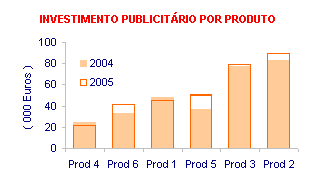 INVESTIMENTO PUBLICITÁRIO POR PRODUTO
( 000 Euros )
100
80
60
40
20
0
2004
2005
Prod 4 Prod 6 Prod 1 Prod 5 Prod 3 Prod 2